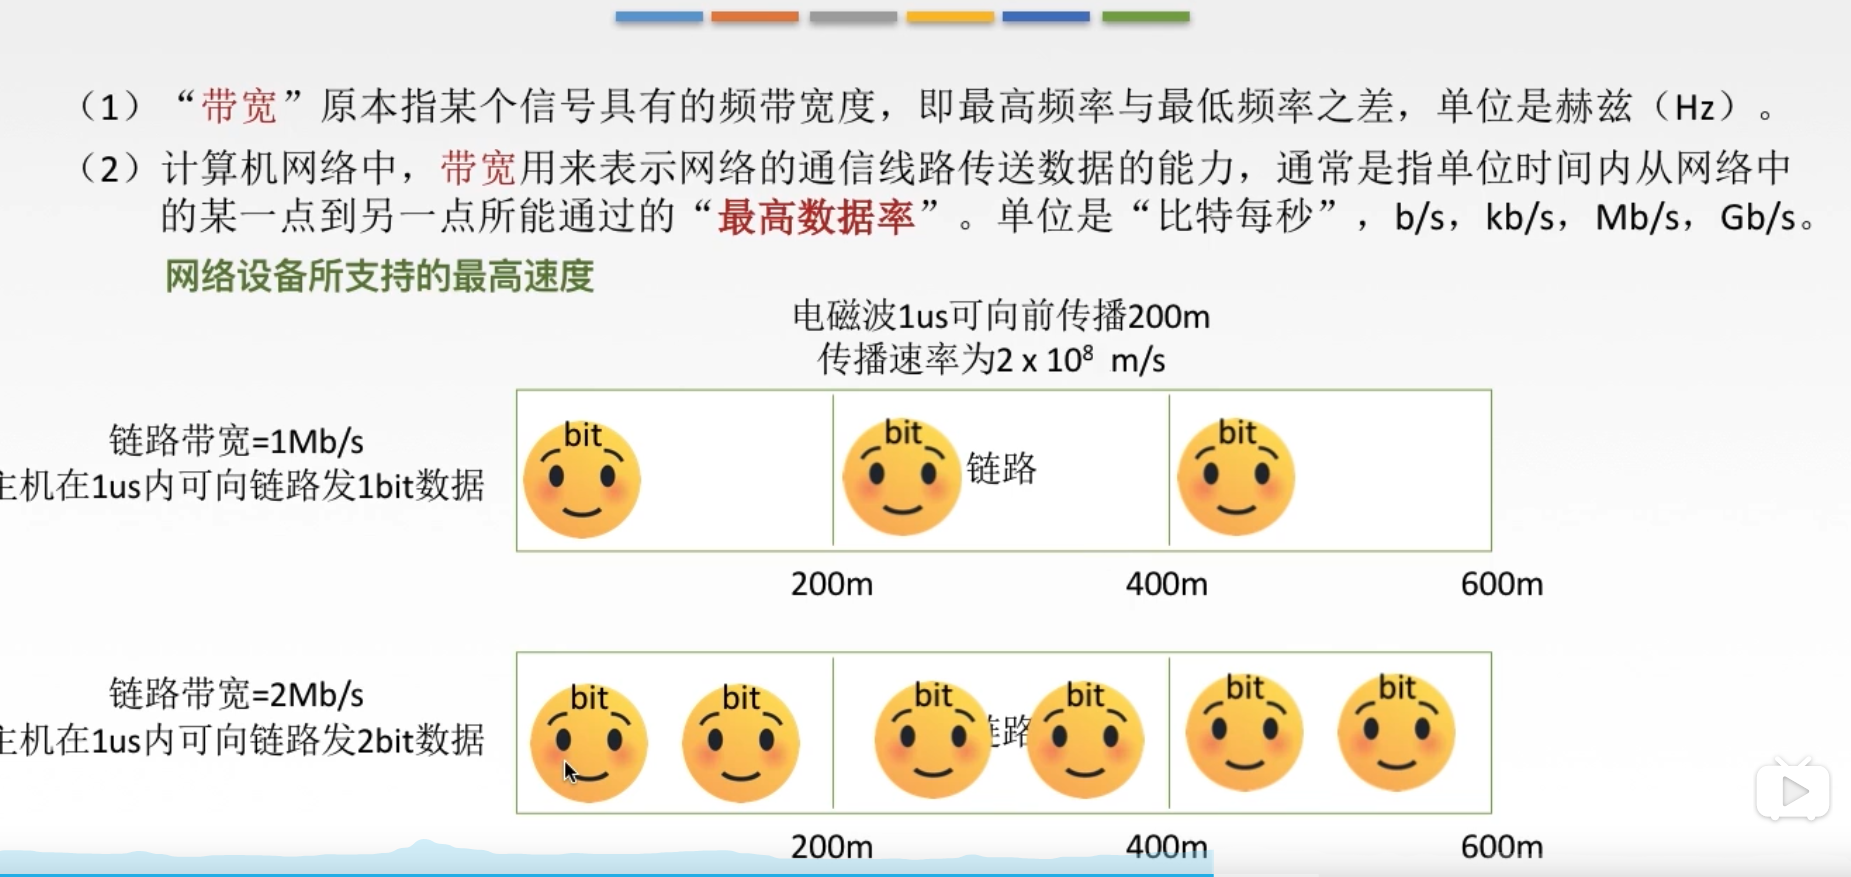 （1）“带宽”原本指某个信号具有的频带宽度，即最高频率与最低频率之差，单位是赫兹（Hz）。
（2）计算机网络中，带宽用来表示网络的通信线路传送数据的能力，通常是指单位时间内从网络中
的某一点到另一点所能通过的“最高数据率”。单位是“比特每秒”，b/s，kb/s，Mb/s，Gb/s。
网络设备所支持的最高速度
电磁波1us可向前传播200m
传播速率为2 x 10⁸ m/s
链路带宽=1Mb/s
主机在1us内可向链路发1bit数据
bit
bit
链路
bit
200m
400m
600m
链路带宽=2Mb/s
主机在1us内可向链路发2bit数据
bit
bit
bit
链路
bit
bit
bit
200m
400m
600m